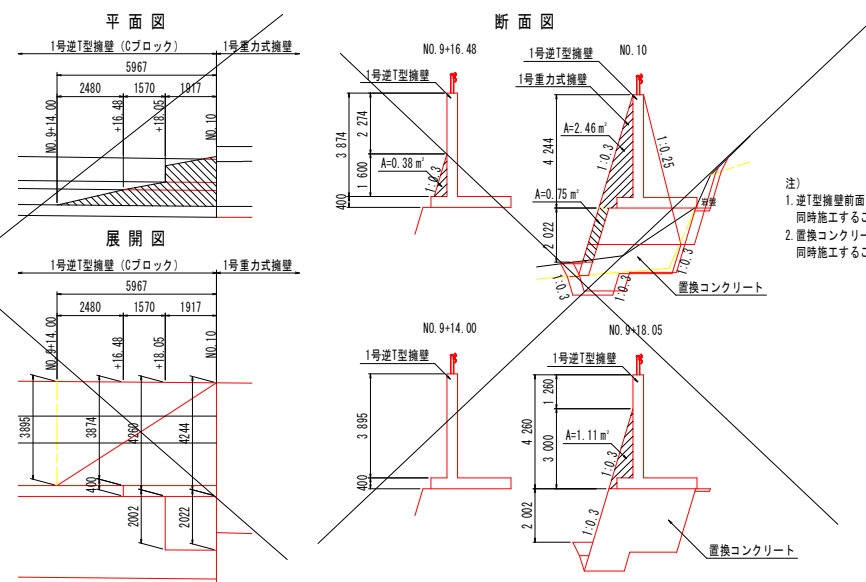 平面図
1号逆T型擁壁 (Cブロック)
1号重力式擁壁
5967
2480
1570
1917
NO.9+14.00
+16.48
+18.05
NO.10
展開図
1号逆T型擁壁 (Cブロック)
1号重力式擁壁
5967
2480
1570
1917
NO.9+14.00
+16.48
+18.05
NO.10
3895
3874
4260
4244
400
2002
2022
断面図
NO.9+16.48
1号逆T型擁壁
3 874
2 274
1 600
400
A=0.38㎡
1:0.3
NO.10
1号逆T型擁壁
1号重力式擁壁
A=2.46㎡
1:0.3
1:0.25
4 244
A=0.75㎡
2 022
1:0.3
1:0.3
1:0.3
置換コンクリート
注)
1.逆T型擁壁前面
同時施工するこ
2.置換コンクリー
同時施工するこ
NO.9+14.00
1号逆T型擁壁
3 895
400
NO.9+18.05
1号逆T型擁壁
1 260
4 260
3 000
A=1.11㎡
1:0.3
2 002
1:0.3
置換コンクリート